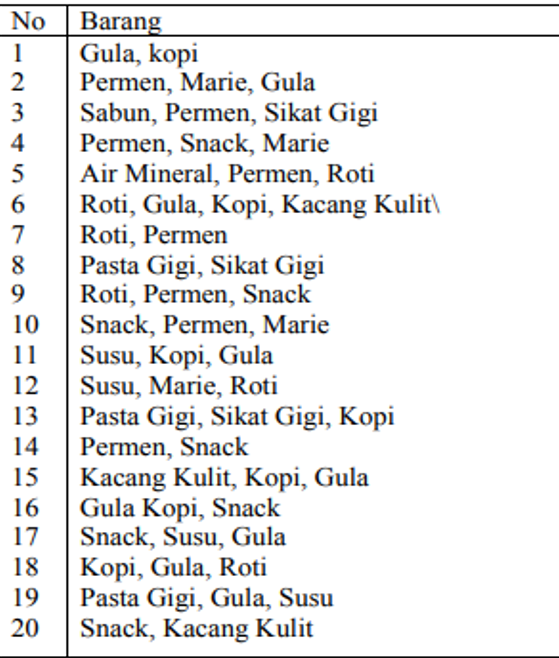 No Barang
1 Gula, kopi
2 Permen, Marie, Gula
3 Sabun, Permen, Sikat Gigi
4 Permen, Snack, Marie
5 Air Mineral, Permen, Roti
6 Roti, Gula, Kopi, Kacang Kulit\
7 Roti, Permen
8 Pasta Gigi, Sikat Gigi
9 Roti, Permen, Snack
10 Snack, Permen, Marie
11 Susu, Kopi, Gula
12 Susu, Marie, Roti
13 Pasta Gigi, Sikat Gigi, Kopi
14 Permen, Snack
15 Kacang Kulit, Kopi, Gula
16 Gula Kopi, Snack
17 Snack, Susu, Gula
18 Kopi, Gula, Roti
19 Pasta Gigi, Gula, Susu
20 Snack, Kacang Kulit